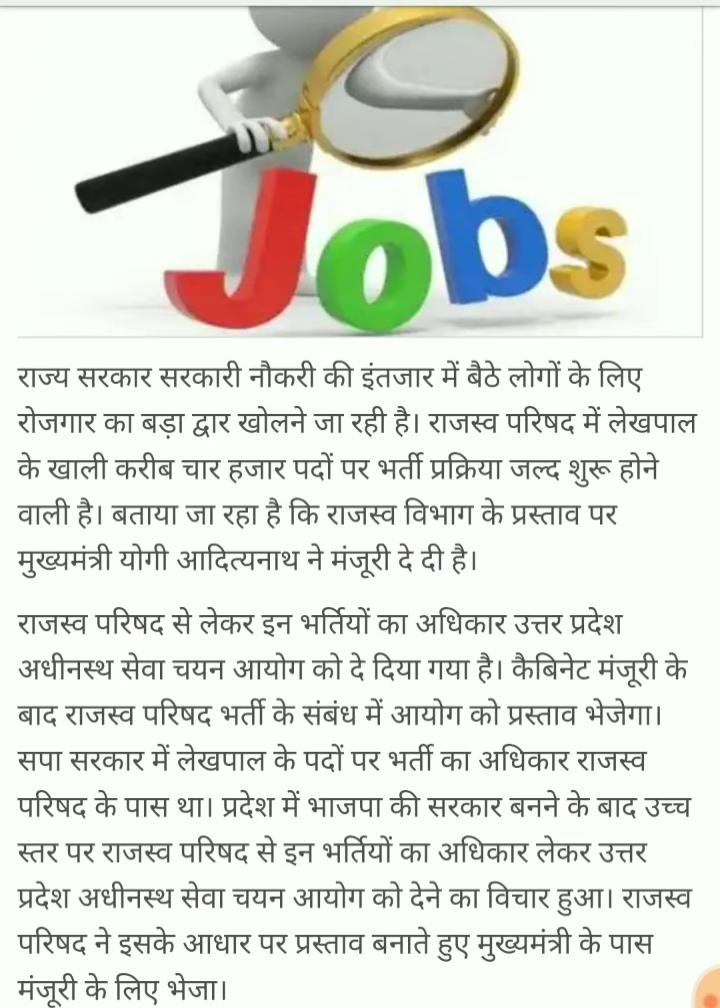 Jobs
राज्य सरकार सरकारी नौकरी की इंतजार में बैठे लोगों के लिए
रोजगार का बड़ा द्वार खोलने जा रही है। राजस्व परिषद में लेखपाल
के खाली करीब चार हजार पदों पर भर्ती प्रक्रिया जल्द शुरू होने
वाली है। बताया जा रहा है कि राजस्व विभाग के प्रस्ताव पर
मुख्यमंत्री योगी आदित्यनाथ ने मंजूरी दे दी है।
राजस्व परिषद से लेकर इन भर्तियों का अधिकार उत्तर प्रदेश
अधीनस्थ सेवा चयन आयोग को दे दिया गया है। कैबिनेट मंजूरी के
बाद राजस्व परिषद भर्ती के संबंध में आयोग को प्रस्ताव भेजेगा।
सपा सरकार में लेखपाल के पदों पर भर्ती का अधिकार राजस्व
परिषद के पास था। प्रदेश में भाजपा की सरकार बनने के बाद उच्च
स्तर पर राजस्व परिषद से इन भर्तियों का अधिकार लेकर उत्तर
प्रदेश अधीनस्थ सेवा चयन आयोग को देने का विचार हुआ। राजस्व
परिषद ने इसके आधार पर प्रस्ताव बनाते हुए मुख्यमंत्री के पास
मंजूरी के लिए भेजा।